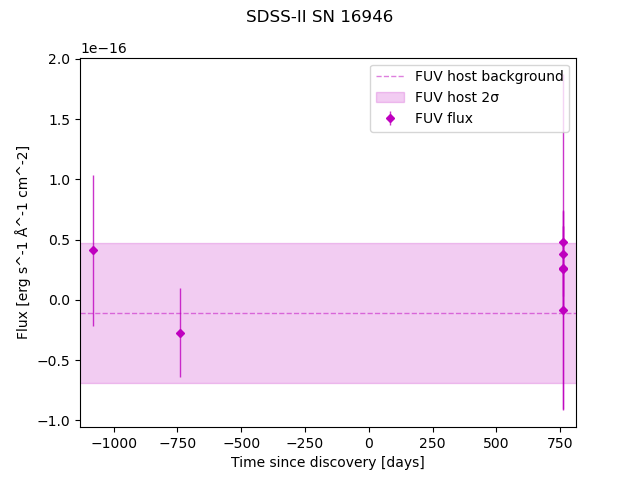 SDSS-II SN 16946
1e−16
2.0
1.5
1.0
0.5
0.0
−0.5
−1.0
Flux [erg s^-1 Å^-1 cm^-2]
FUV host background
FUV host 2σ
FUV flux
−1000 −750 −500 −250 0 250 500 750
Time since discovery [days]